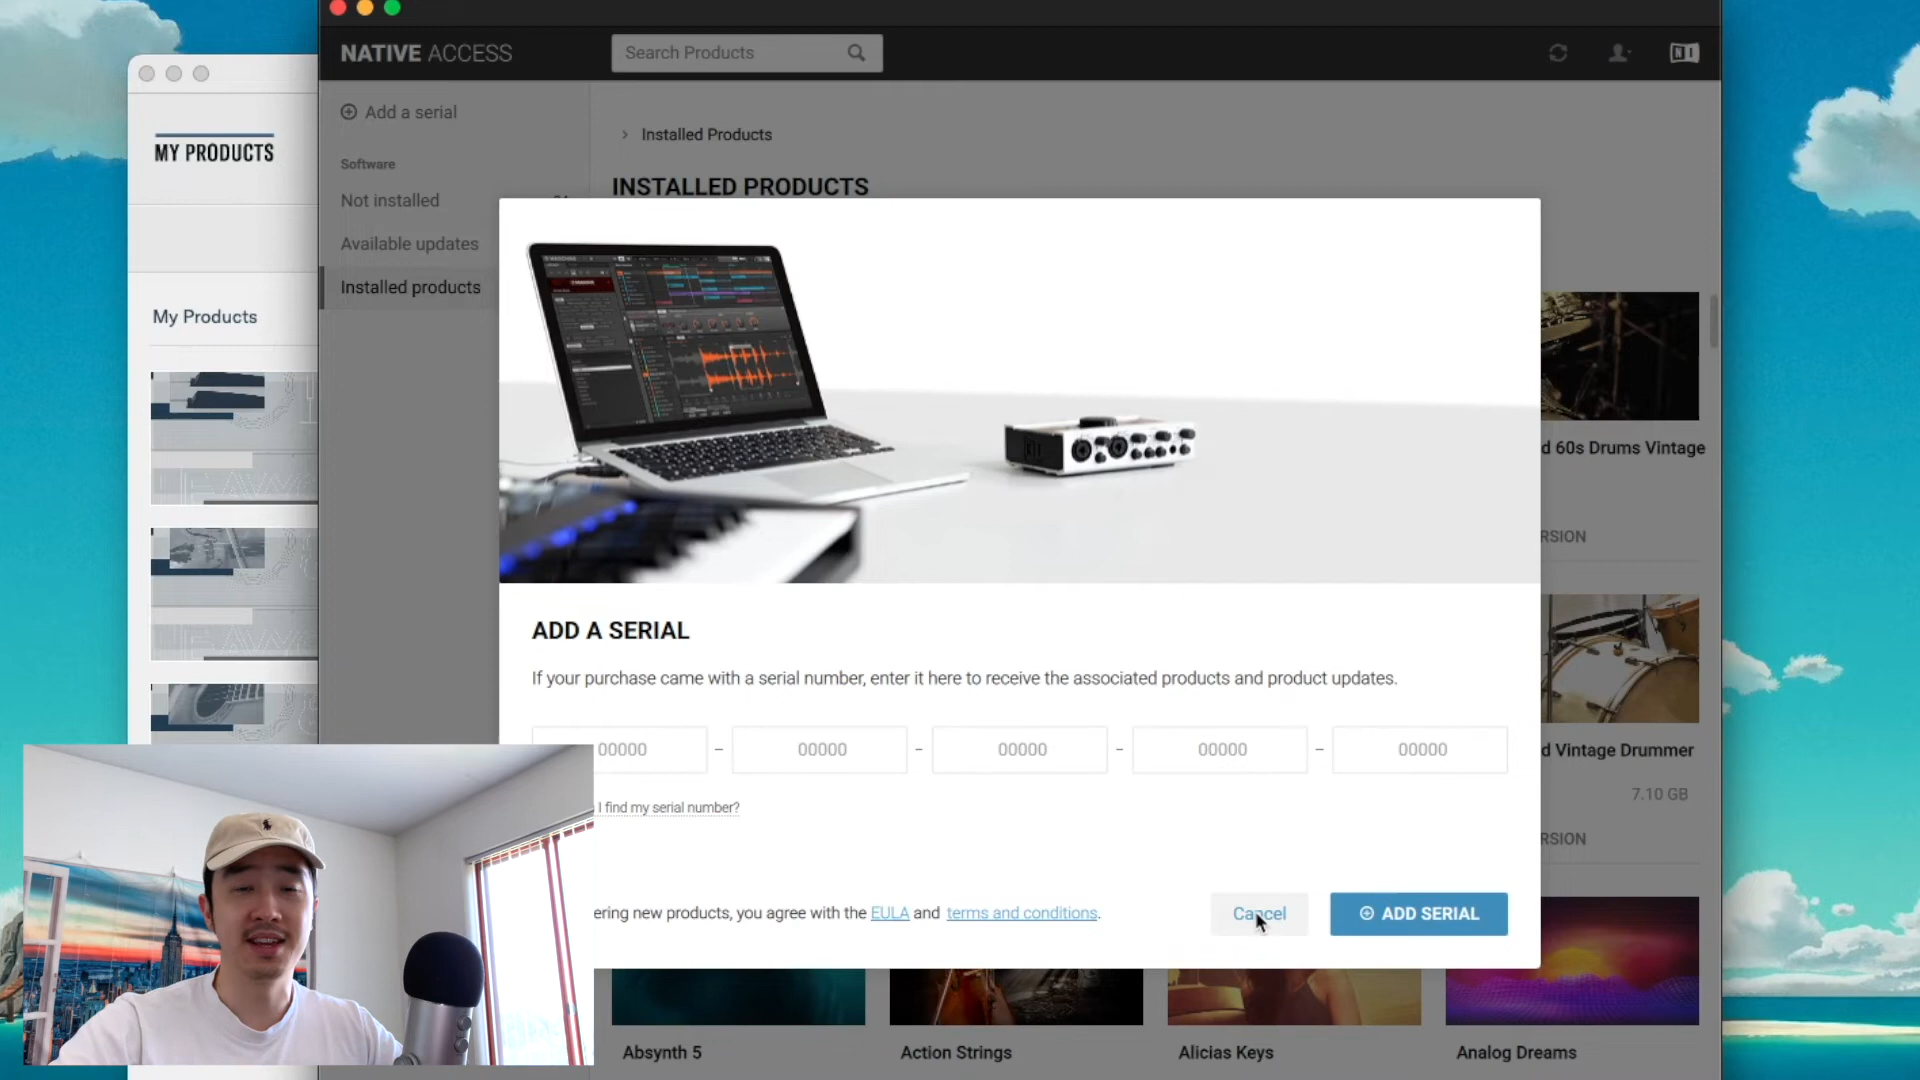 NATIVE ACCESS
Search Products
NI
Add a serial
Installed Products
MY PRODUCTS
Software
Not installed
INSTALLED PRODUCTS
Available updates
Installed products
My Products
d 60s Drums Vintage
RSION
ADD A SERIAL
If your purchase came with a serial number, enter it here to receive the associated products and product updates.
00000 – 00000 – 00000 – 00000 – 00000
d Vintage Drummer
7.10 GB
I find my serial number?
RSION
ering new products, you agree with the EULA and terms and conditions.
Cancel
ADD SERIAL
Absynth 5
Action Strings
Alicias Keys
Analog Dreams